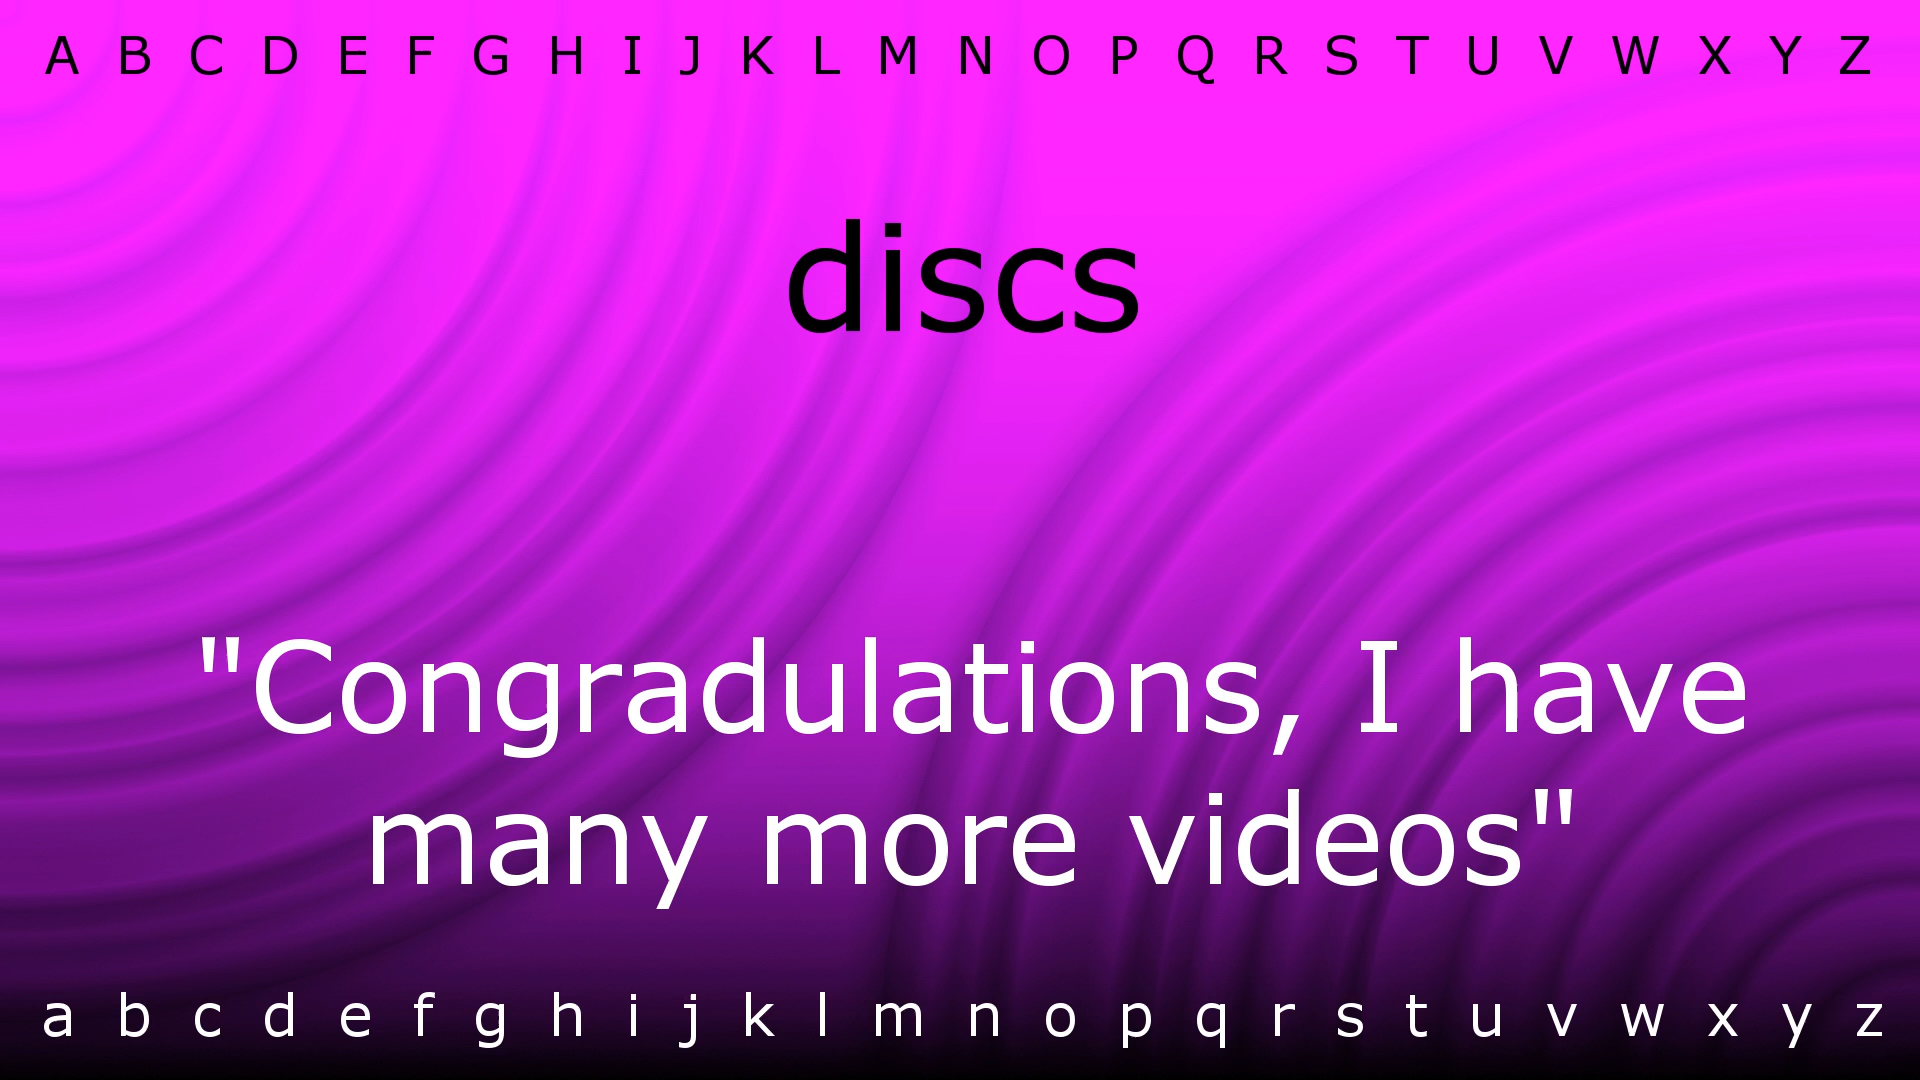 A B C D E F G H I J K L M N O P Q R S T U V W X Y Z
discs
"Congradulations, I have
many more videos"
a b c d e f g h i j k l m n o p q r s t u v w x y z